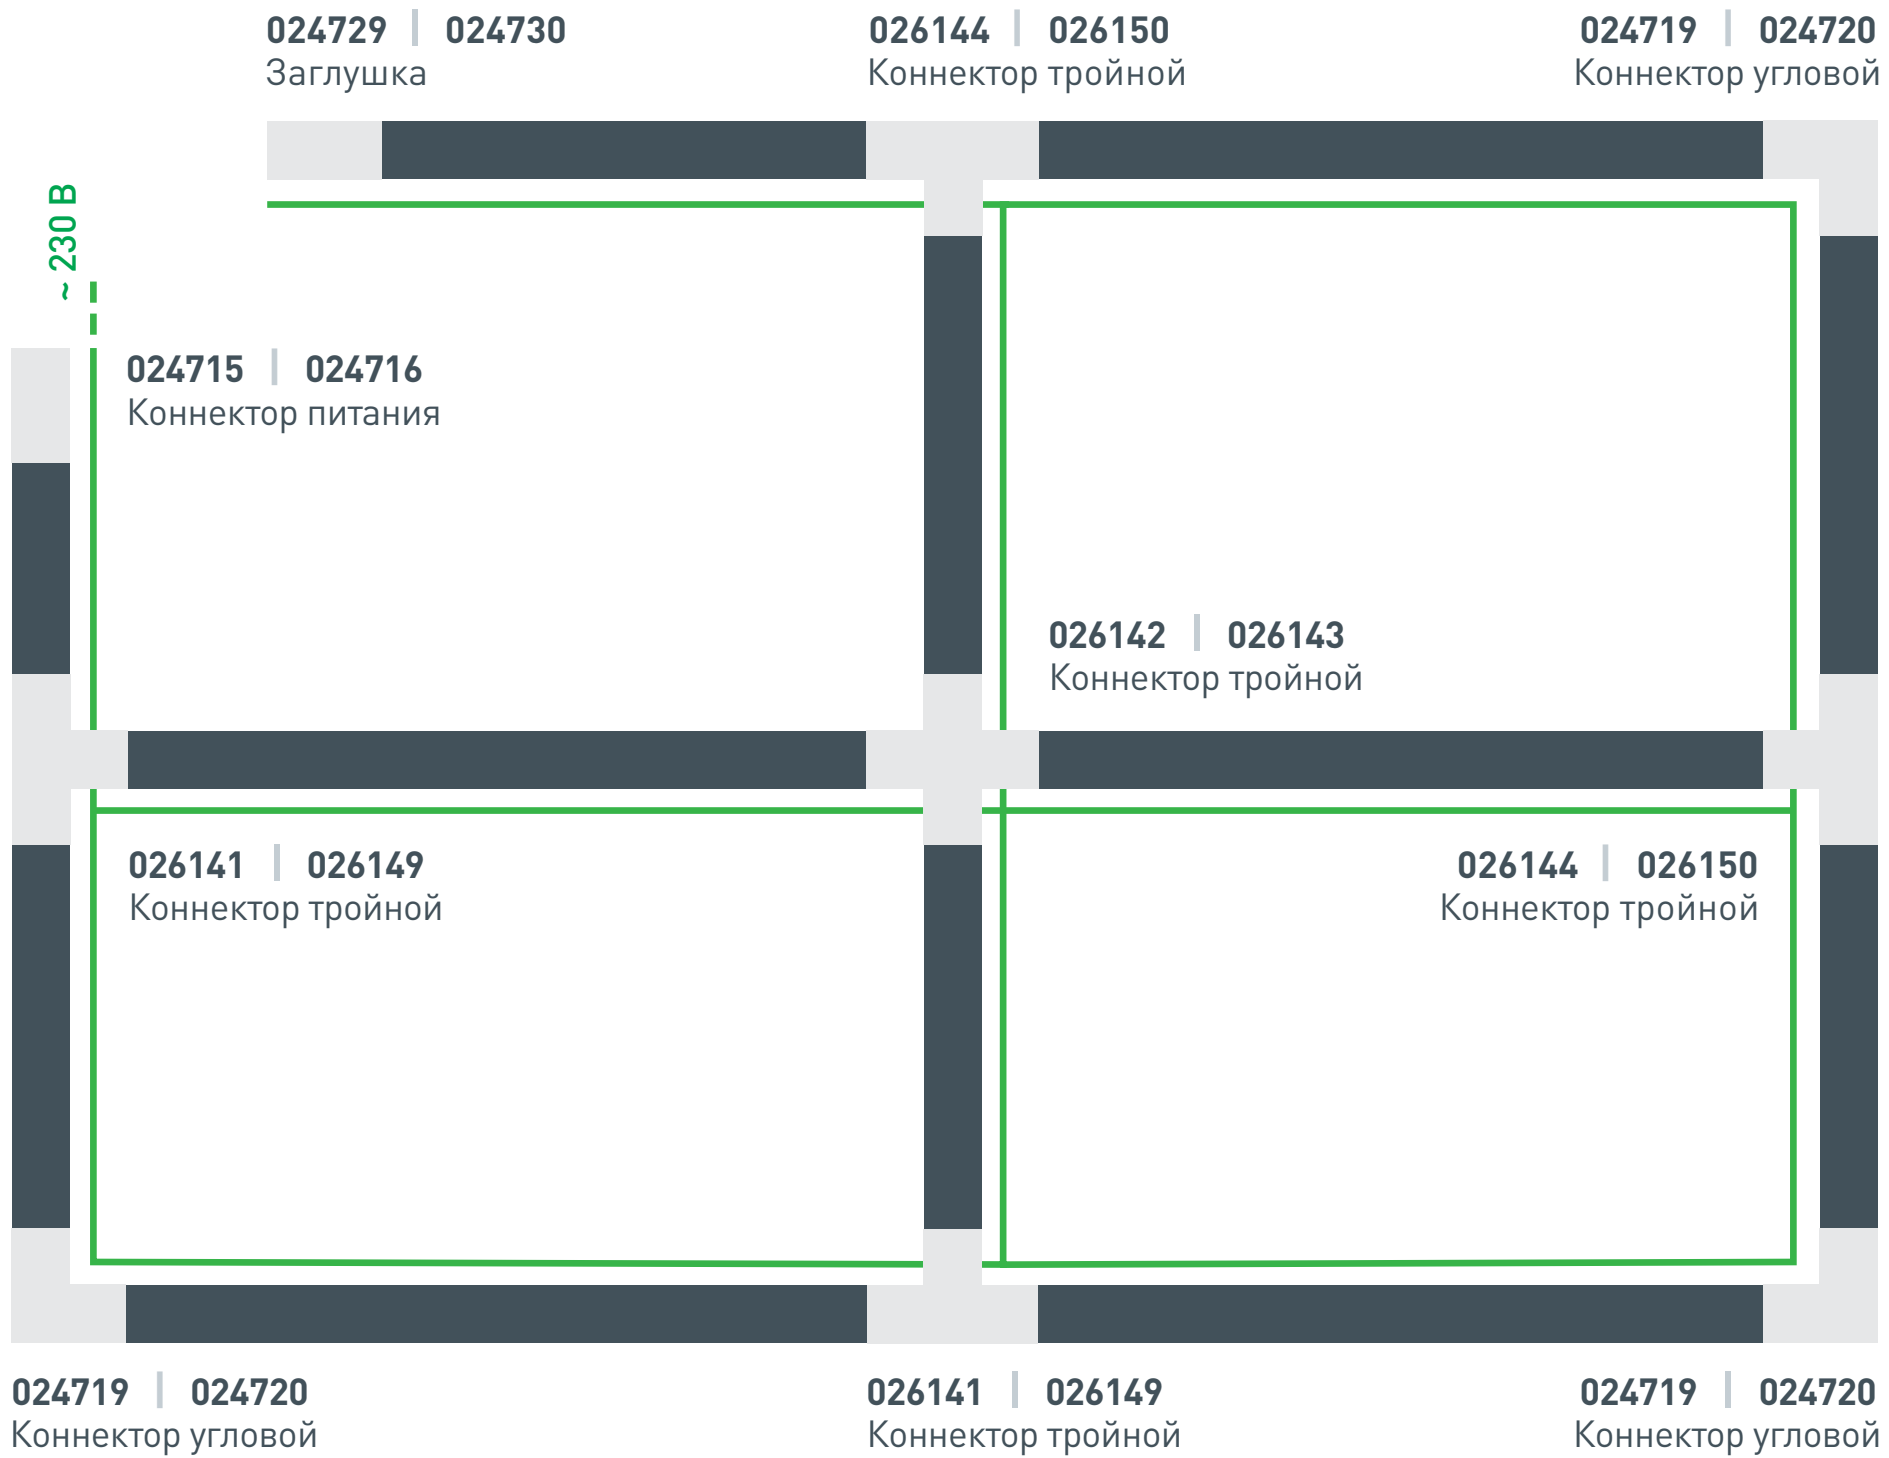 024729 | 024730
Заглушка
026144 | 026150
Коннектор тройной
024719 | 024720
Коннектор угловой
~ 230 В
024715 | 024716
Коннектор питания
026142 | 026143
Коннектор тройной
026141 | 026149
Коннектор тройной
026144 | 026150
Коннектор тройной
024719 | 024720
Коннектор угловой
026141 | 026149
Коннектор тройной
024719 | 024720
Коннектор угловой